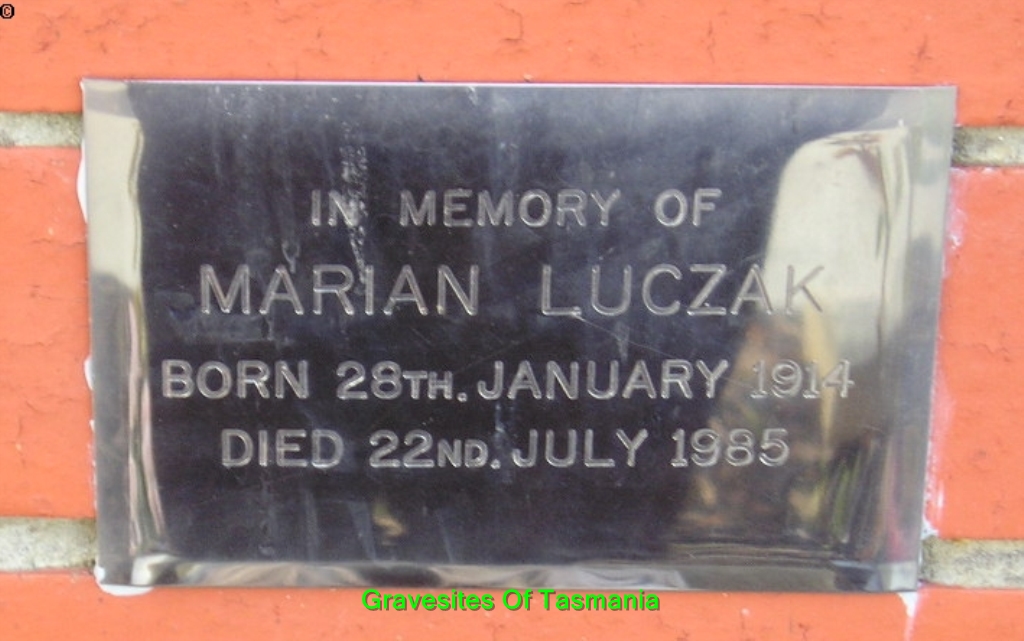 ©
IN MEMORY OF
MARIAN LUCZAK
BORN 28TH. JANUARY 1914
DIED 22ND. JULY 1985
Gravesites Of Tasmania